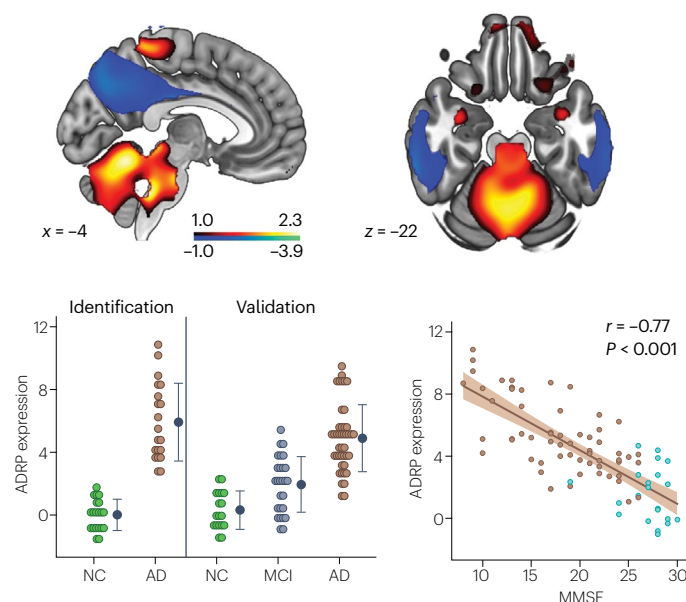 x = –4
1.0 2.3
–1.0 –3.9
z = –22
Identification Validation
ADRP expression
12
8
4
0
NC AD NC MCI AD
r = –0.77
P < 0.001
ADRP expression
12
8
4
0
10 15 20 25 30
MMSE